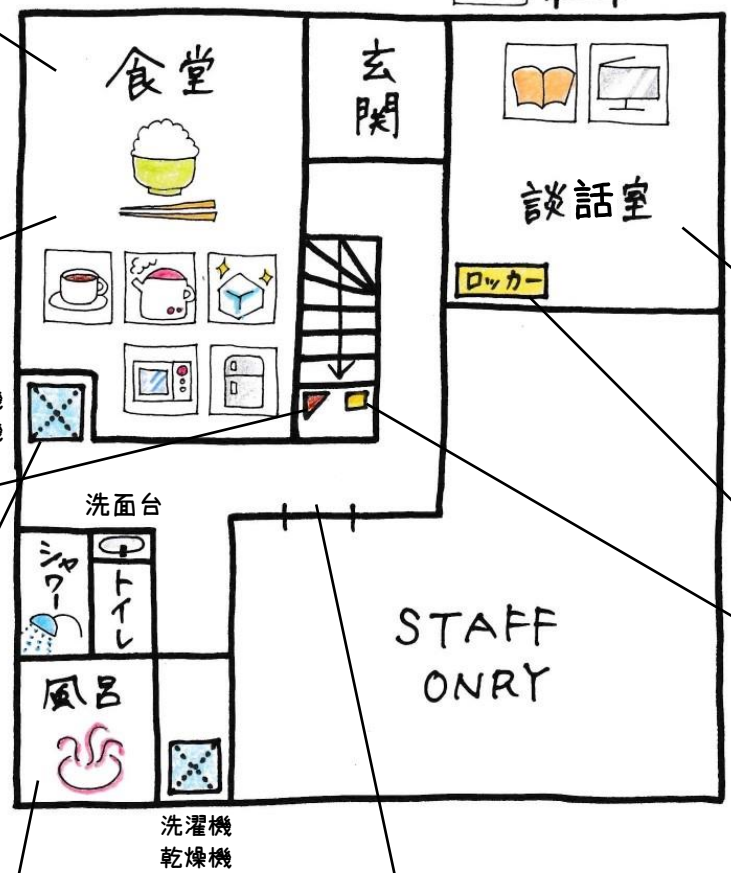 食堂
玄関
談話室
ロッカー
洗面台
シャワー
トイレ
STAFF
ONRY
風呂
洗濯機
乾燥機